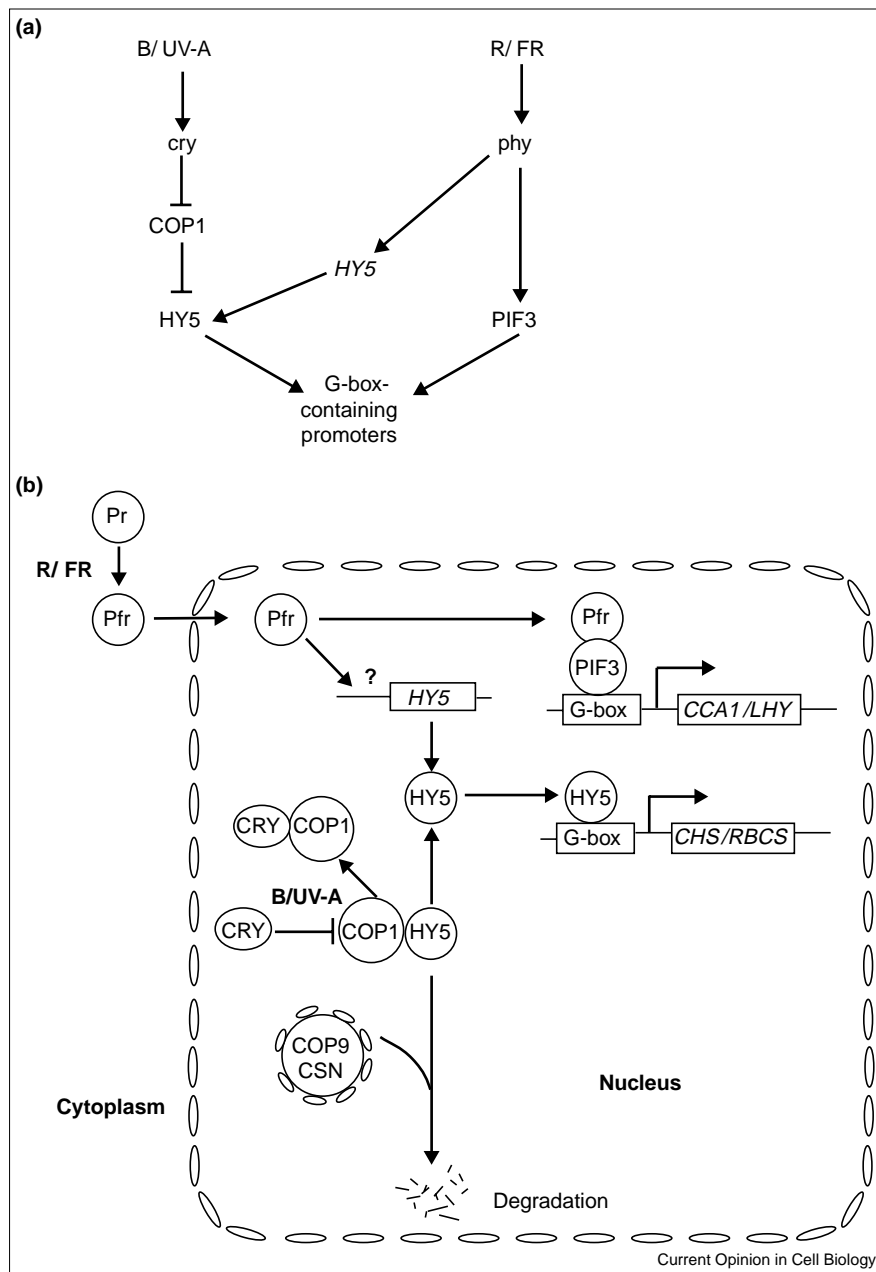 (a)
B/ UV-A
R/ FR
cry
phy
COP1
HY5
HY5
PIF3
G-box-
containing
promoters
(b)
Pr
R/ FR
Pfr
Pfr
Pfr
PIF3
?
HY5
G-box
CCA1/LHY
HY5
HY5
CRY
COP1
G-box
CHS/RBCS
B/UV-A
CRY
COP1
HY5
COP9
CSN
Nucleus
Cytoplasm
Degradation
Current Opinion in Cell Biology